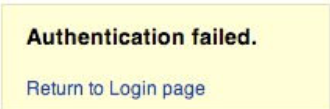 Authentication failed.
Return to Login page